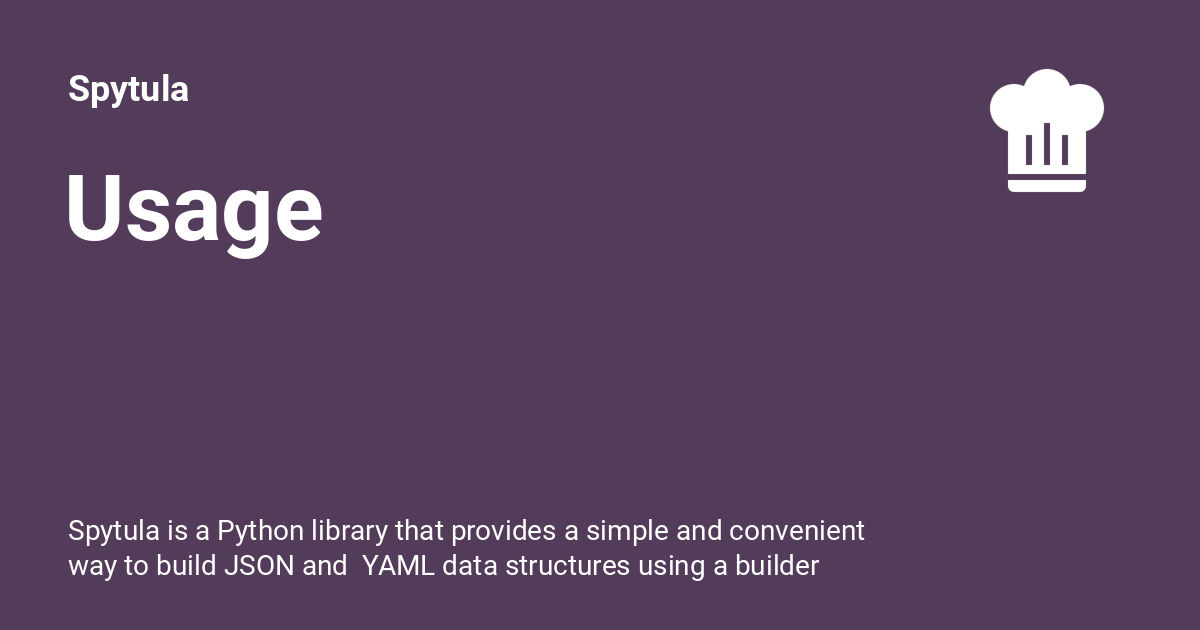 Spytula
Usage
Spytula is a Python library that provides a simple and convenient
way to build JSON and  YAML data structures using a builder